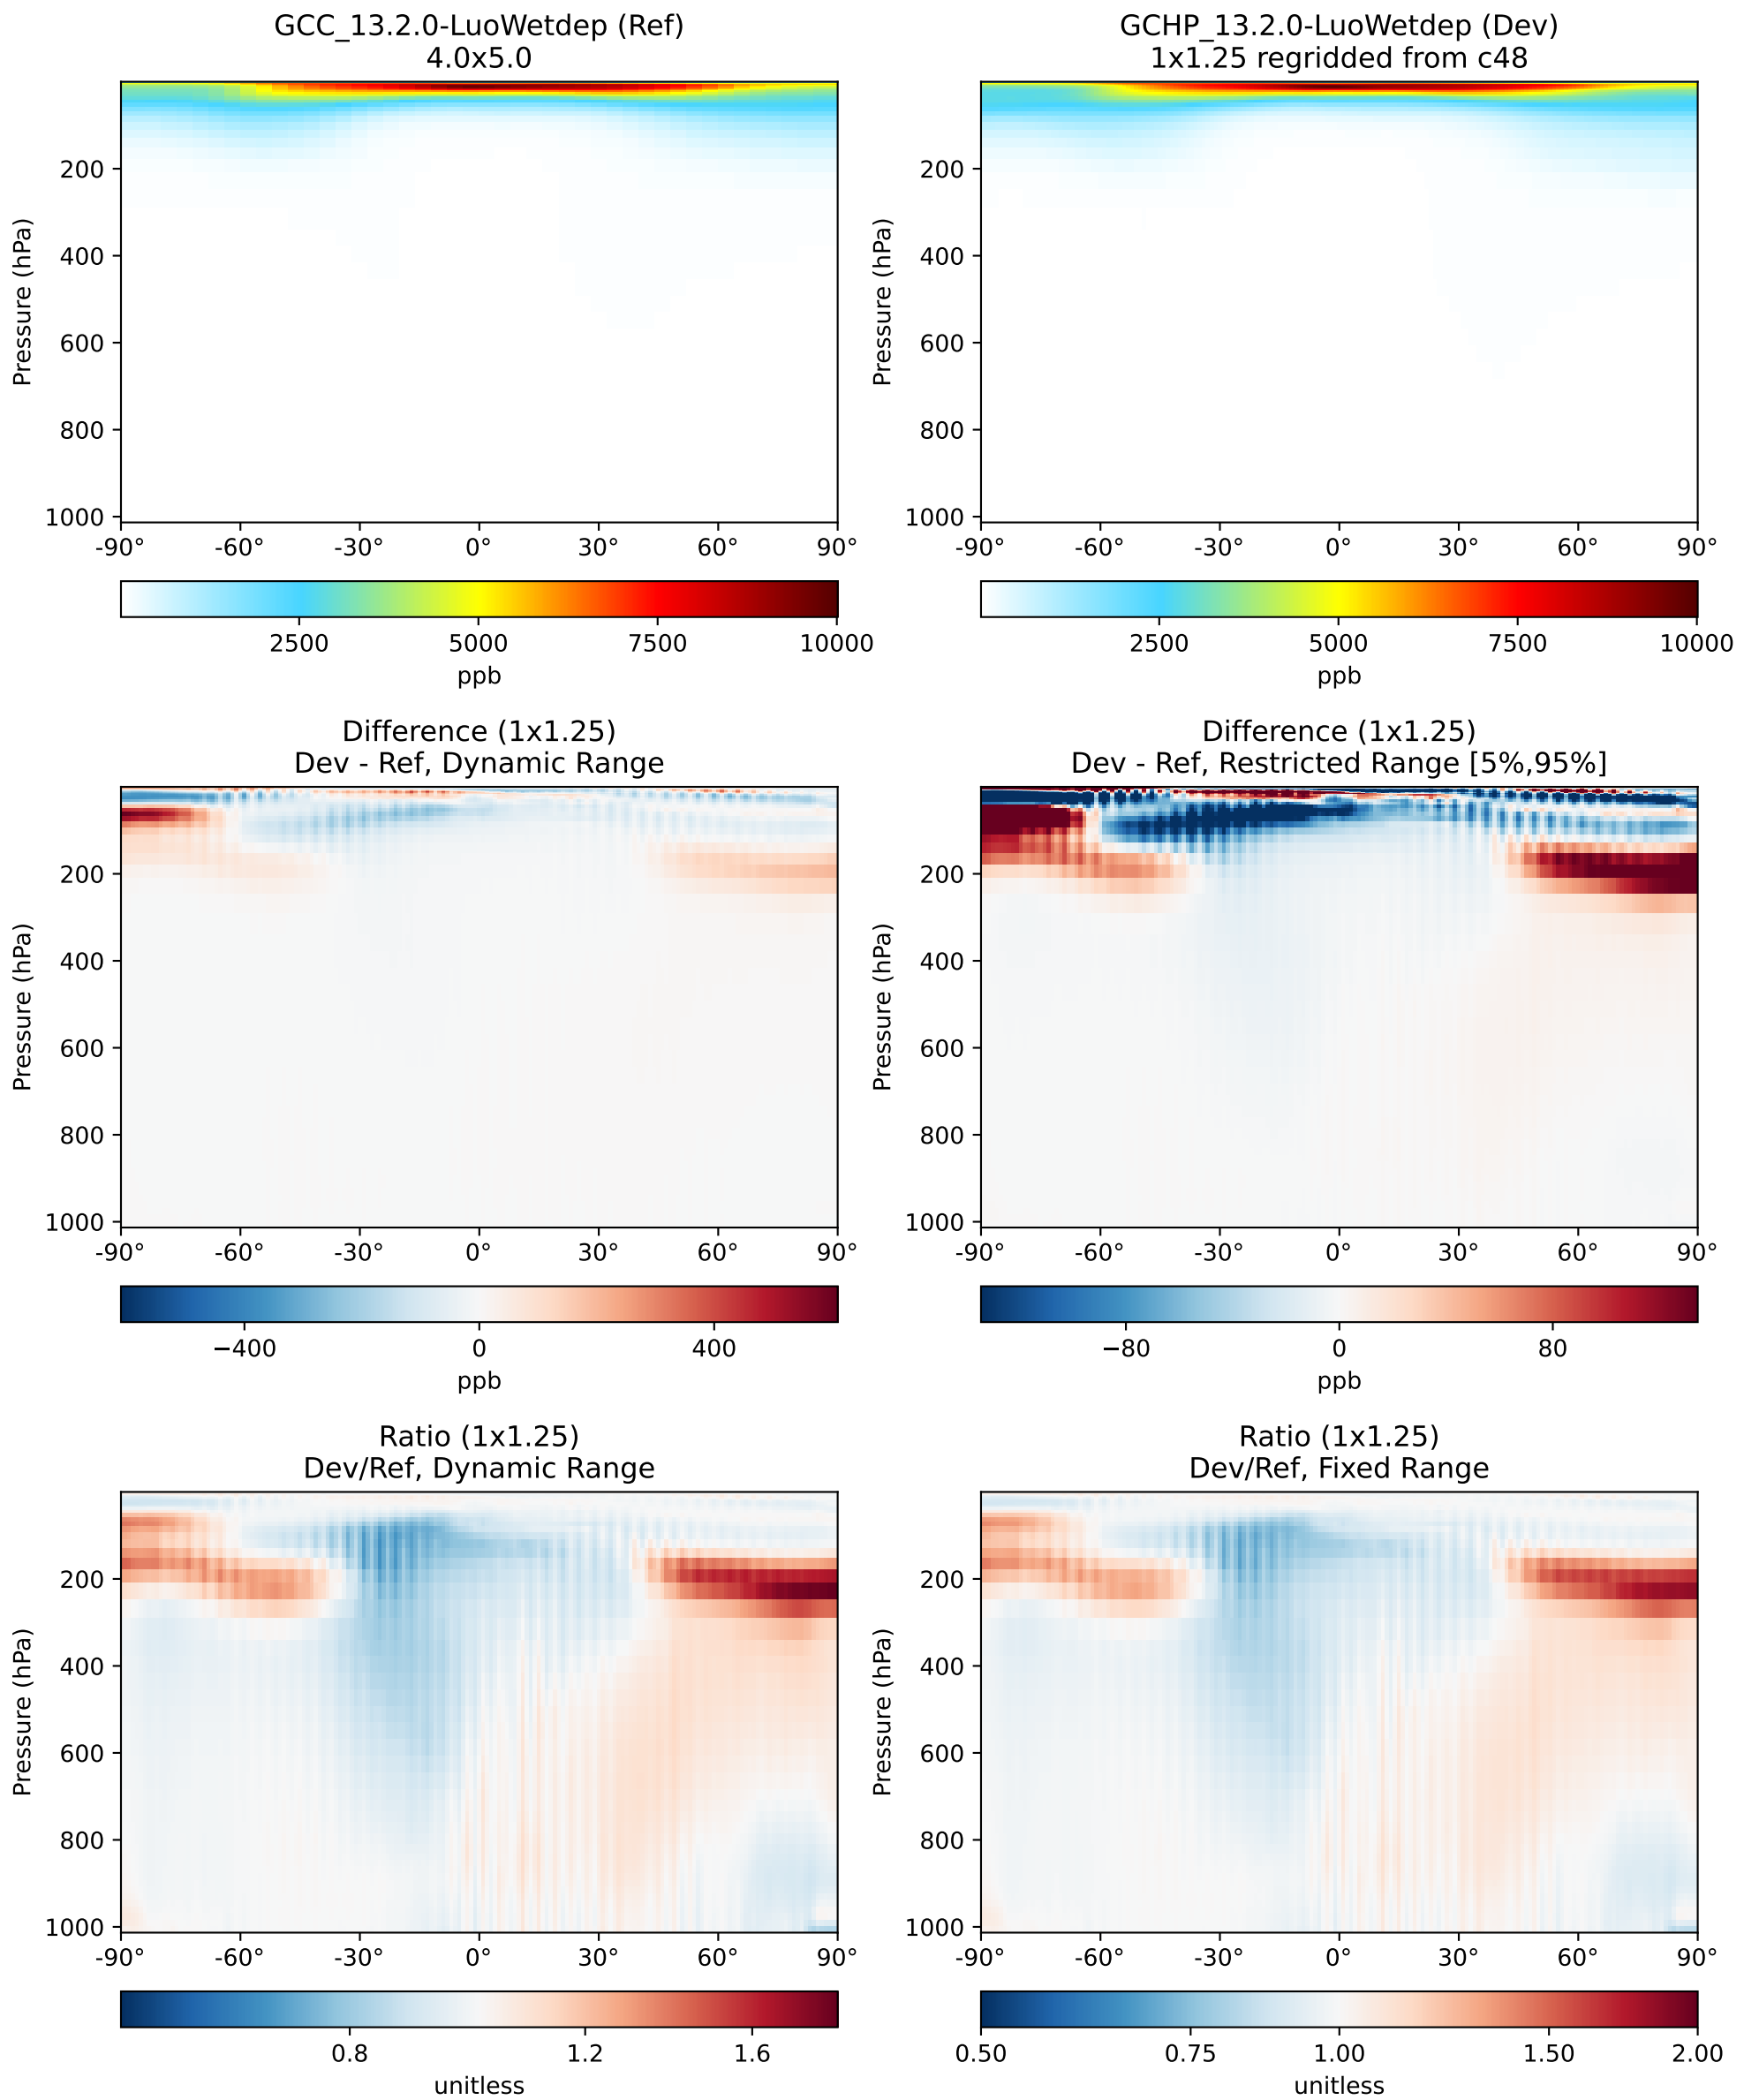 GCC_13.2.0-LuoWetdep (Ref)
4.0x5.0
Pressure (hPa)
200
400
600
800
1000
-90° -60° -30° 0° 30° 60° 90°
2500 5000 7500 10000
ppb
GCHP_13.2.0-LuoWetdep (Dev)
1x1.25 regridded from c48
Pressure (hPa)
200
400
600
800
1000
-90° -60° -30° 0° 30° 60° 90°
2500 5000 7500 10000
ppb
Difference (1x1.25)
Dev - Ref, Dynamic Range
Pressure (hPa)
200
400
600
800
1000
-90° -60° -30° 0° 30° 60° 90°
−400 0 400
ppb
Difference (1x1.25)
Dev - Ref, Restricted Range [5%,95%]
Pressure (hPa)
200
400
600
800
1000
-90° -60° -30° 0° 30° 60° 90°
−80 0 80
ppb
Ratio (1x1.25)
Dev/Ref, Dynamic Range
Pressure (hPa)
200
400
600
800
1000
-90° -60° -30° 0° 30° 60° 90°
0.8 1.2 1.6
unitless
Ratio (1x1.25)
Dev/Ref, Fixed Range
Pressure (hPa)
200
400
600
800
1000
-90° -60° -30° 0° 30° 60° 90°
0.50 0.75 1.00 1.50 2.00
unitless